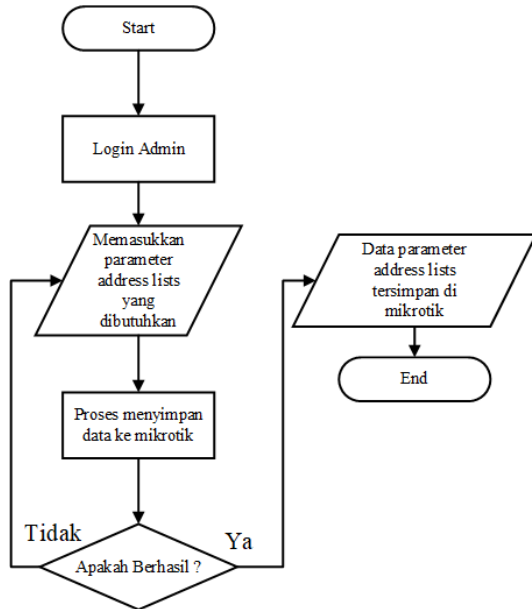 Start
Login Admin
Memasukkan
parameter
address lists
yang
dibutuhkan
Proses menyimpan
data ke mikrotik
Tidak
Apakah Berhasil ?
Ya
Data parameter
address lists
tersimpan di
mikrotik
End